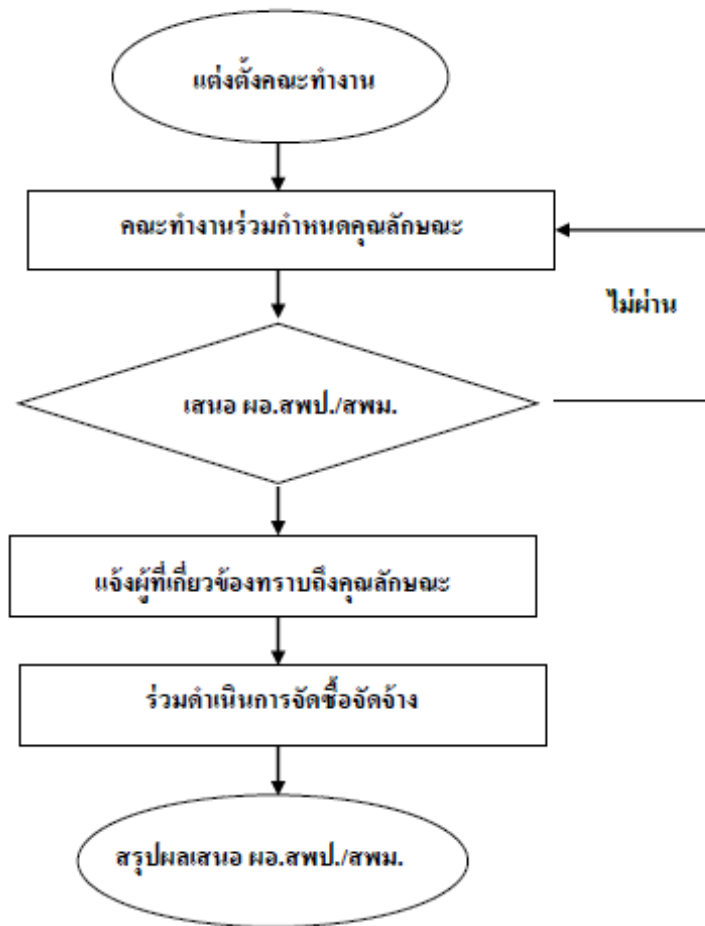 แต่งตั้งคณะทำงาน
คณะทำงานร่วมกำหนดคุณลักษณะ
ไม่ผ่าน
เสนอ ผอ.สพป./สพม.
แจ้งผู้ที่เกี่ยวข้องทราบถึงคุณลักษณะ
ร่วมดำเนินการจัดซื้อจัดจ้าง
สรุปผลเสนอ ผอ.สพป./สพม.